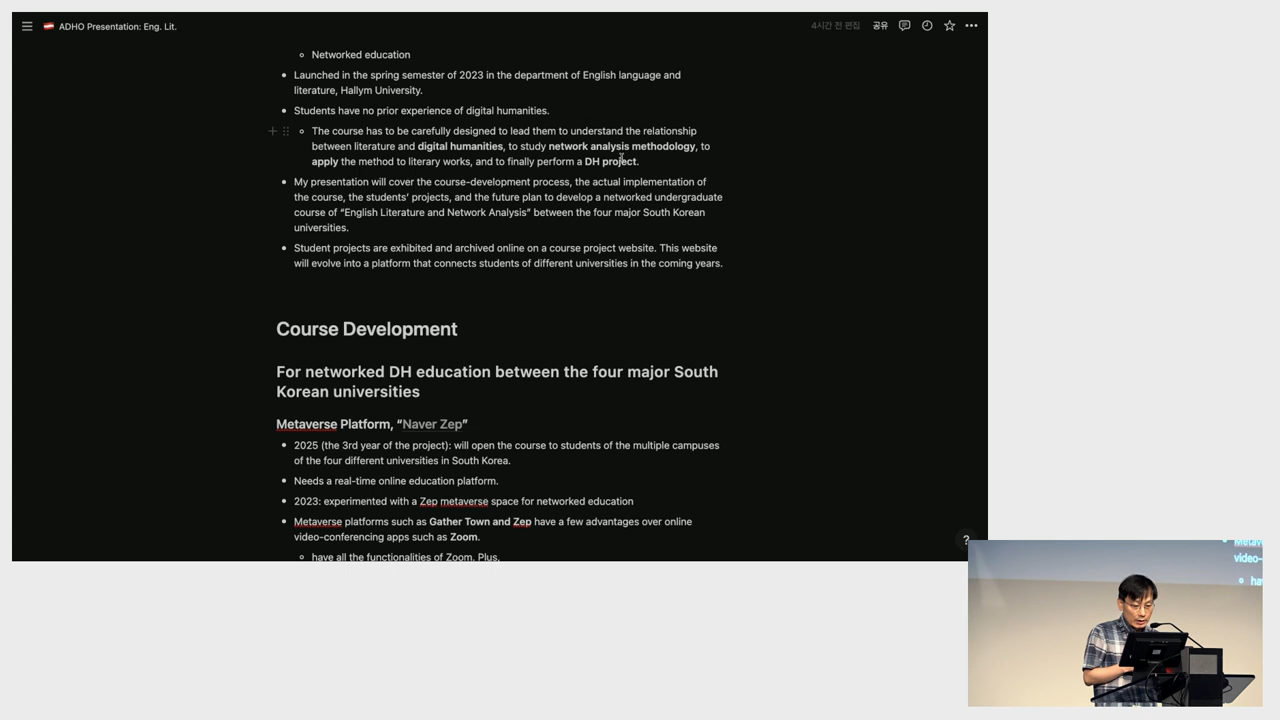 ADHO Presentation: Eng. Lit.
4시간 전 편집
공유
Networked education
Launched in the spring semester of 2023 in the department of English language and
literature, Hallym University.
Students have no prior experience of digital humanities.
The course has to be carefully designed to lead them to understand the relationship
between literature and digital humanities, to study network analysis methodology, to
apply the method to literary works, and to finally perform a DH project.
My presentation will cover the course-development process, the actual implementation of
the course, the students' projects, and the future plan to develop a networked undergraduate
course of “English Literature and Network Analysis” between the four major South Korean
universities.
Student projects are exhibited and archived online on a course project website. This website
will evolve into a platform that connects students of different universities in the coming years.
Course Development
For networked DH education between the four major South
Korean universities
Metaverse Platform, “Naver Zep”
2025 (the 3rd year of the project): will open the course to students of the multiple campuses
of the four different universities in South Korea.
Needs a real-time online education platform.
2023: experimented with a Zep metaverse space for networked education
Metaverse platforms such as Gather Town and Zep have a few advantages over online
video-conferencing apps such as Zoom.
have all the functionalities of Zoom. Plus,
?
video-